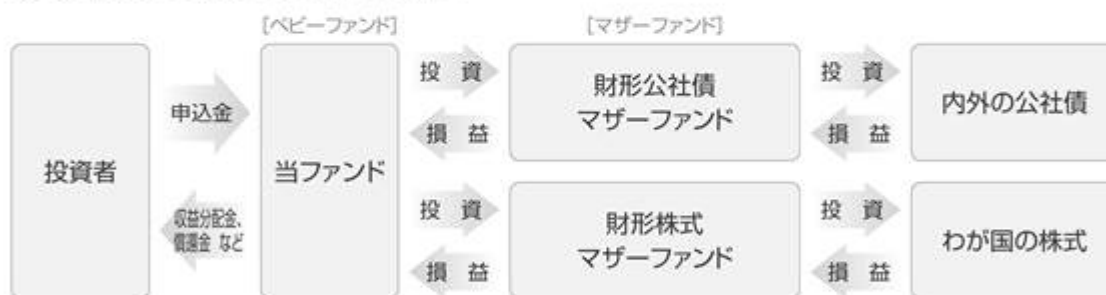 [ベビーファンド]
[マザーファンド]
投資者
申込金
収益分配金、
償還金 など
当ファンド
投 資
損 益
財形公社債
マザーファンド
投 資
損 益
内外の公社債
投 資
損 益
財形株式
マザーファンド
投 資
損 益
わが国の株式